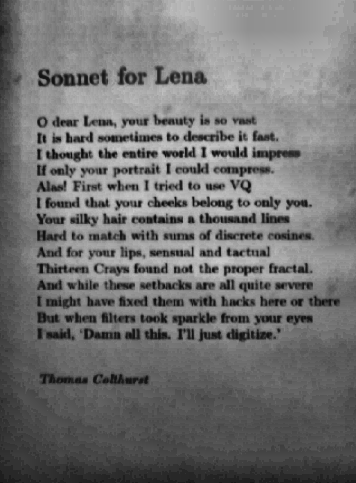 Sonnet for Lena
O dear Lena, your beauty is so vast
It is hard sometimes to describe it fast.
I thought the entire world I would impress
If only your portrait I could compress.
Alas! First when I tried to use VQ
I found that your cheeks belong to only you.
Your silky hair contains a thousand lines
Hard to match with sums of discrete cosines.
And for your lips, sensual and tactual
Thirteen Crays found not the proper fractal.
And while these setbacks are all quite severe
I might have fixed them with hacks here or there
But when filters took sparkle from your eyes
I said, 'Damn all this. I'll just digitize.'
Thomas Colthurst